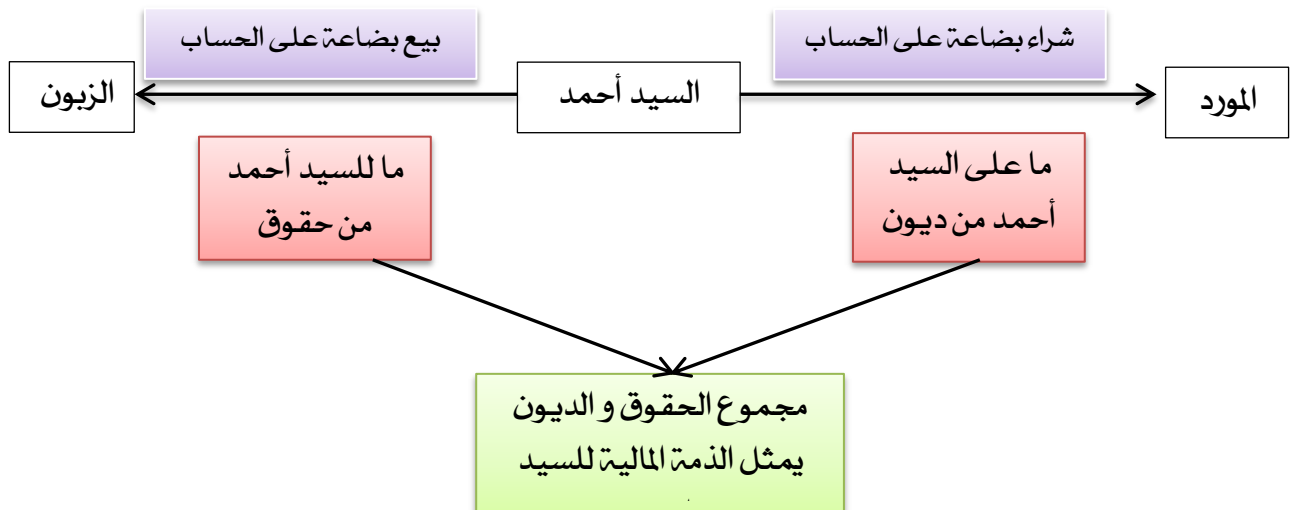 شراء بضاعة على الحساب
بيع بضاعة على الحساب
المورد
السيد أحمد
الزبون
ما على السيد
أحمد من ديون
ما للسيد أحمد
من حقوق
مجموع الحقوق و الديون
يمثل الذمة المالية للسيد